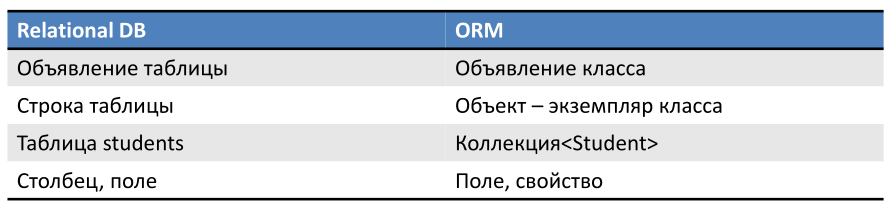 Relational DB ORM
Объявление таблицы Объявление класса
Строка таблицы Объект – экземпляр класса
Таблица students Коллекция<Student>
Столбец, поле Поле, свойство